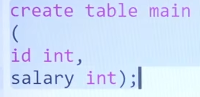 create table main
(
id int,
salary int);